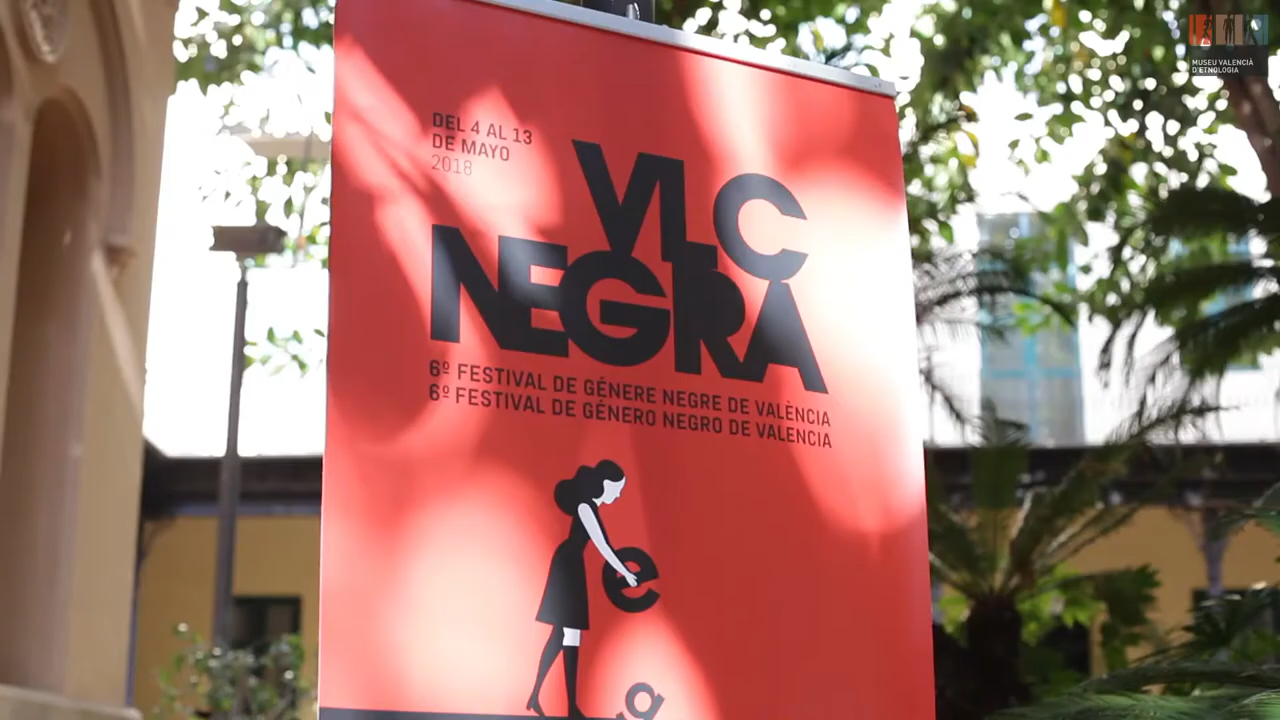 MUSEU VALENCIÀ
D'ETNOLOGIA
DEL 4 AL 13
DE MAYO
2018
VLC
NEGRA
6º FESTIVAL DE GÉNERE NEGRE DE VALÈNCIA
6º FESTIVAL DE GÉNERO NEGRO DE VALENCIA
e
a